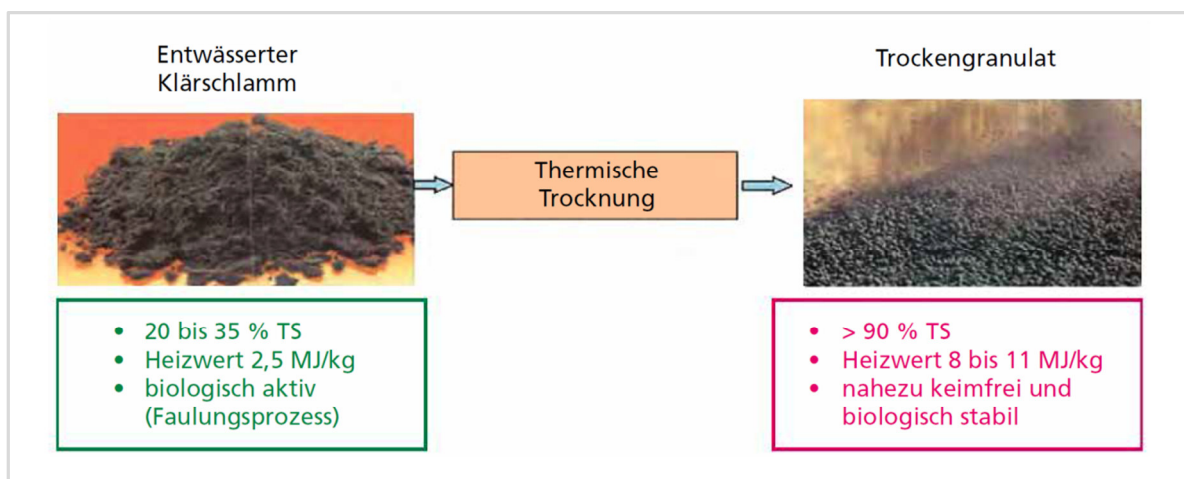 Entwässerter
Klärschlamm
Thermische
Trocknung
Trockengranulat
• 20 bis 35 % TS
• Heizwert 2,5 MJ/kg
• biologisch aktiv
(Faulungsprozess)
• > 90 % TS
• Heizwert 8 bis 11 MJ/kg
• nahezu keimfrei und
biologisch stabil